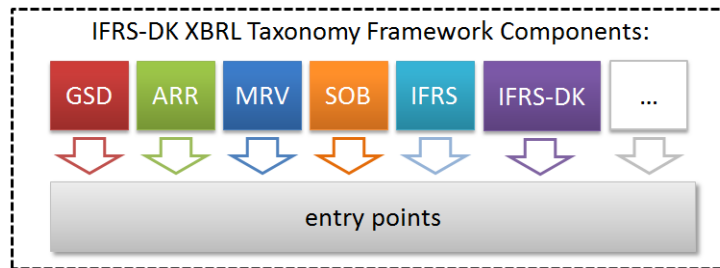 IFRS-DK XBRL Taxonomy Framework Components:
GSD ARR MRV SOB IFRS IFRS-DK ...
entry points